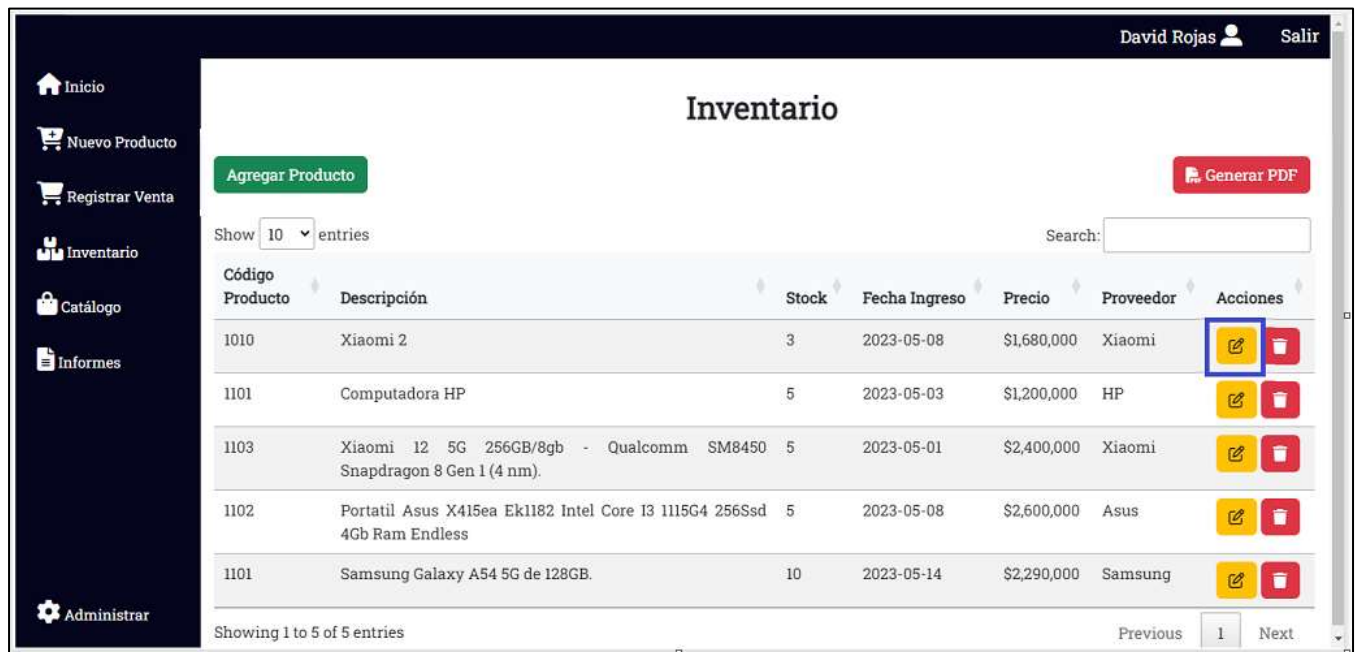 David Rojas Salir
Inicio
Nuevo Producto
Registrar Venta
Inventario
Catálogo
Informes
Administrar
Inventario
Agregar Producto Generar PDF
Show 10 entries Search:
Código
Producto Descripción Stock Fecha Ingreso Precio Proveedor Acciones
1010 Xiaomi 2 3 2023-05-08 $1,680,000 Xiaomi
1101 Computadora HP 5 2023-05-03 $1,200,000 HP
1103 Xiaomi 12 5G 256GB/8gb - Qualcomm SM8450 5 2023-05-01 $2,400,000 Xiaomi
Snapdragon 8 Gen 1 (4 nm).
1102 Portatil Asus X415ea Ek1182 Intel Core I3 1115G4 256Ssd 5 2023-05-08 $2,600,000 Asus
4Gb Ram Endless
1101 Samsung Galaxy A54 5G de 128GB. 10 2023-05-14 $2,290,000 Samsung
Showing 1 to 5 of 5 entries Previous 1 Next